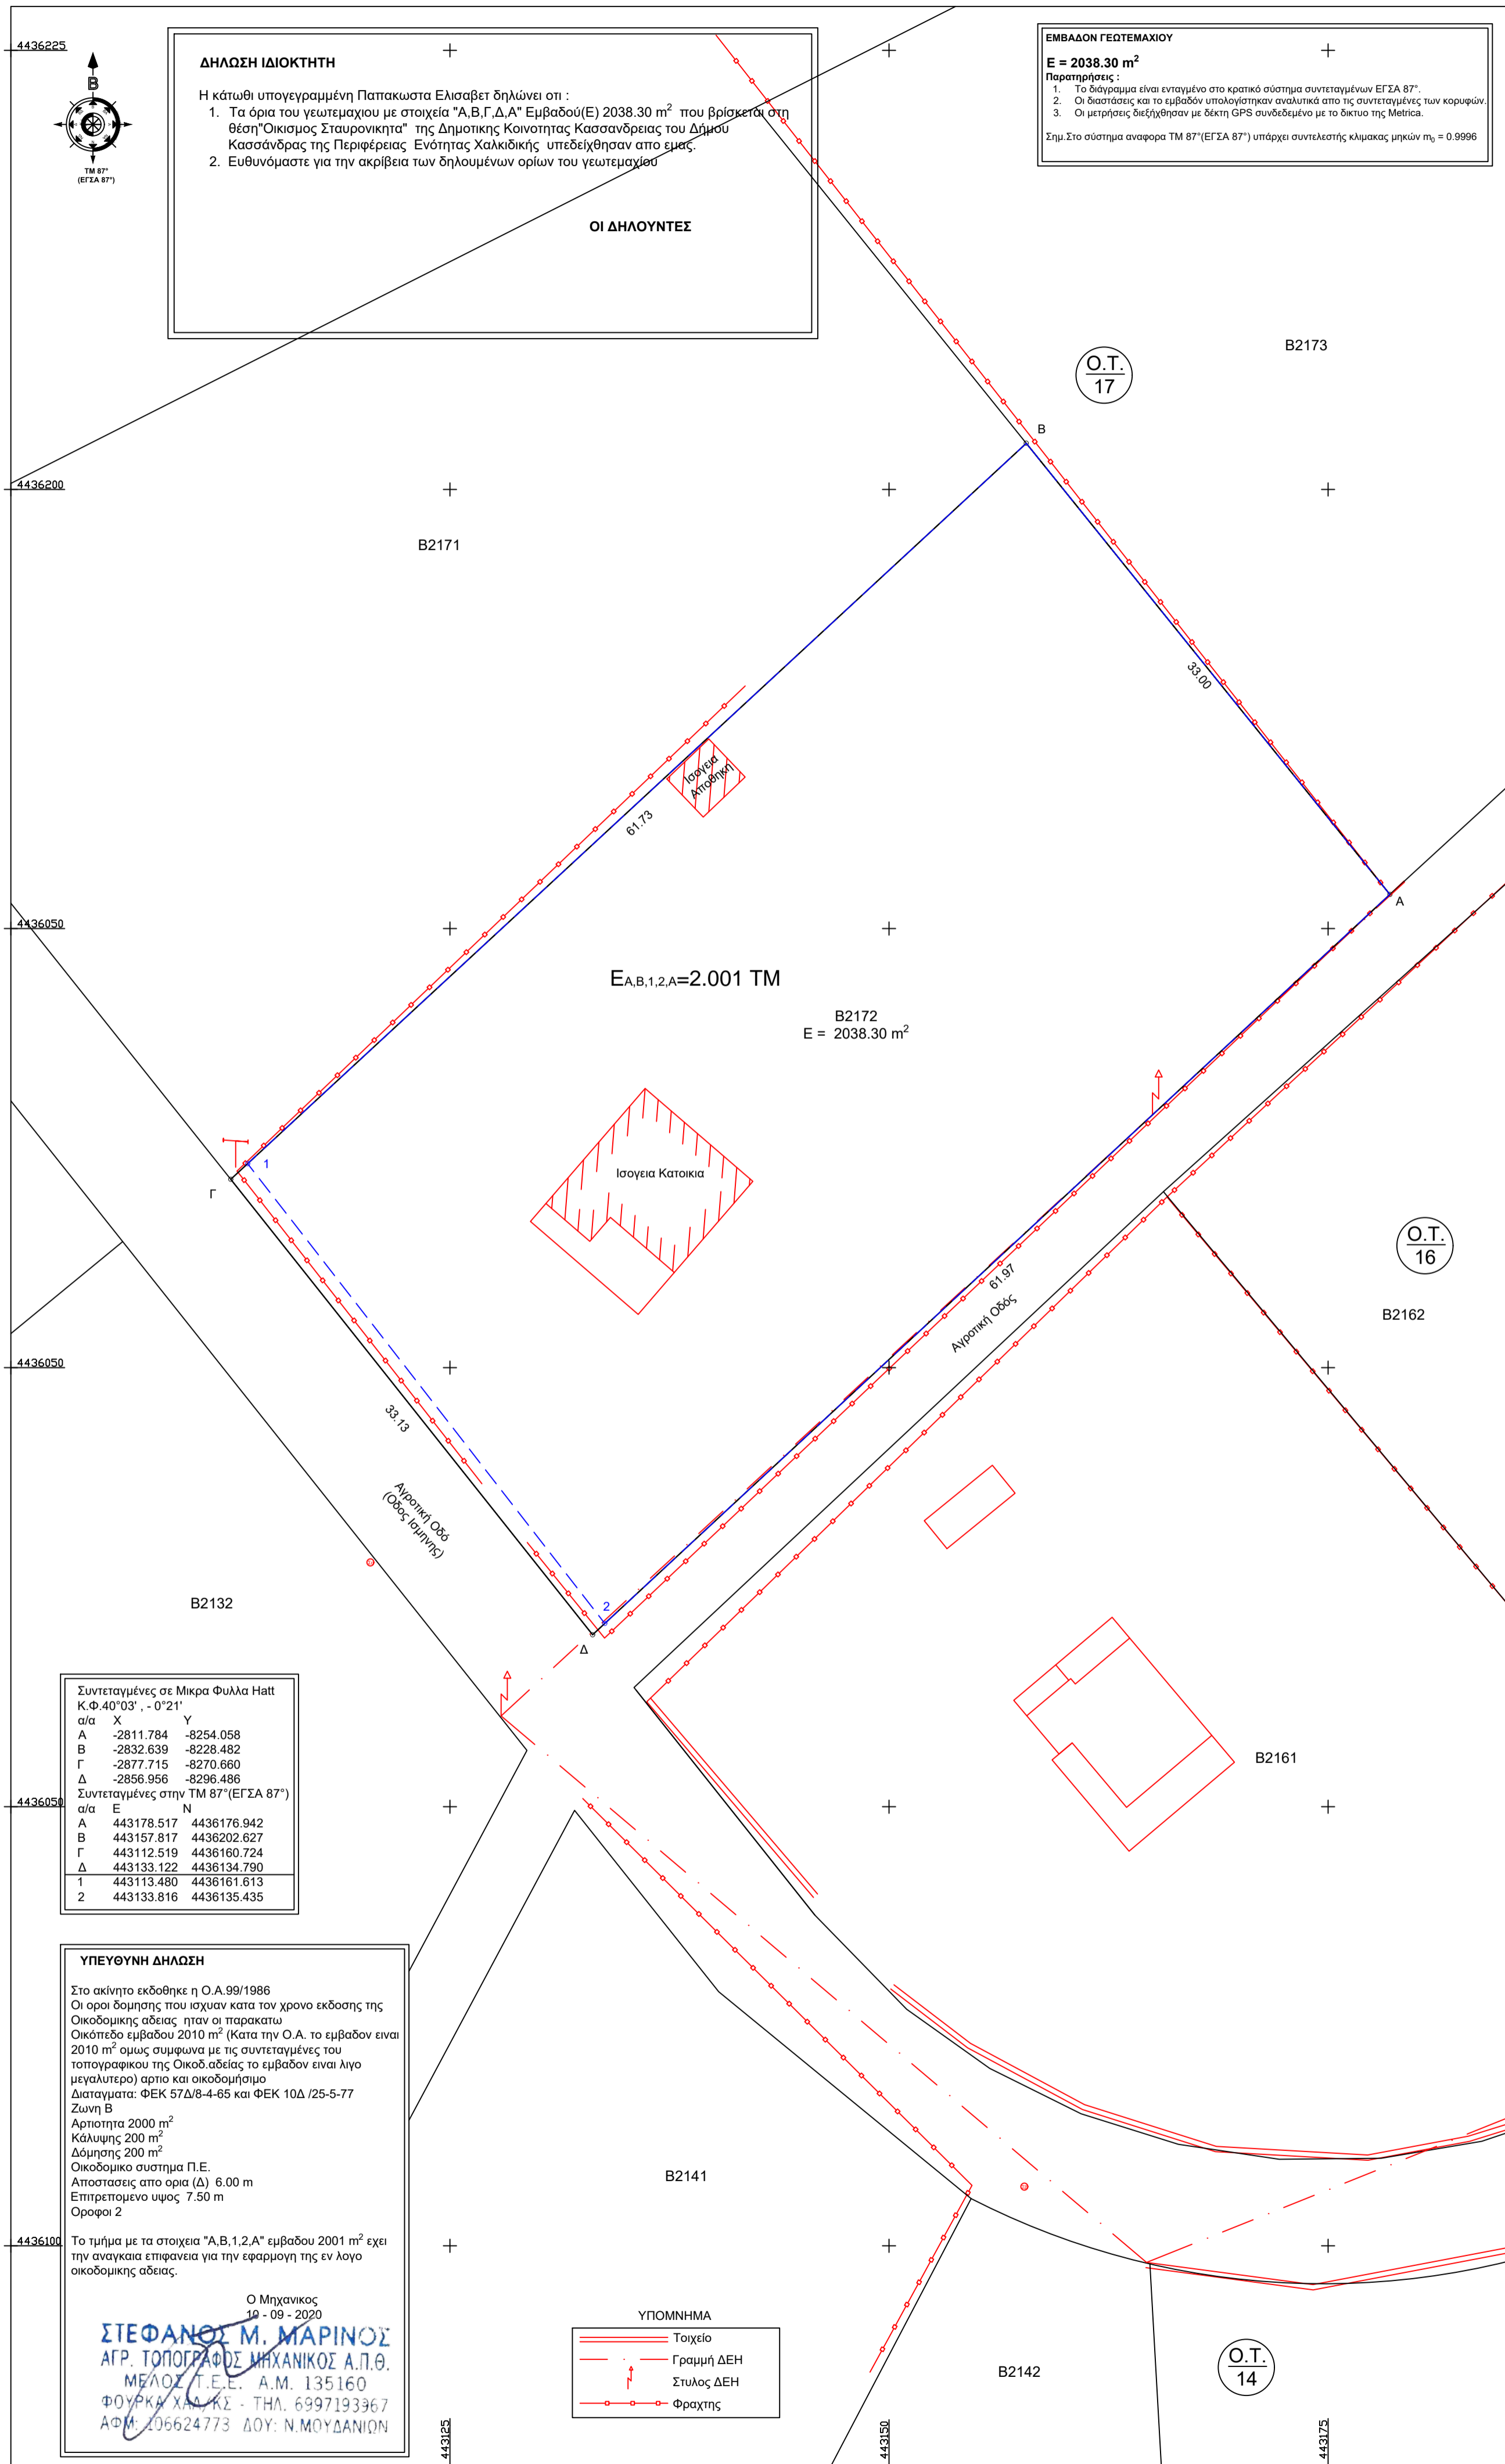 4436225
B
ΤΜ 87°
(ΕΓΣΑ 87°)
ΔΗΛΩΣΗ ΙΔΙΟΚΤΗΤΗ
Η κάτωθι υπογεγραμμένη Παπακωστα Ελισαβετ δηλώνει οτι :
1. Τα όρια του γεωτεμαχιου με στοιχεία "Α,Β,Γ,Δ,Α" Εμβαδού(Ε) 2038.30 m² που βρίσκεται στη
θέση"Οικισμος Σταυρονικητα" της Δημοτικης Κοινοτητας Κασσανδρειας του Δήμου
Κασσάνδρας της Περιφέρειας Ενότητας Χαλκιδικής υπεδείχθησαν απο εμάς.
2. Ευθυνόμαστε για την ακρίβεια των δηλουμένων ορίων του γεωτεμαχίου
ΟΙ ΔΗΛΟΥΝΤΕΣ
ΕΜΒΑΔΟΝ ΓΕΩΤΕΜΑΧΙΟΥ
E = 2038.30 m²
Παρατηρήσεις :
1. Το διάγραμμα είναι ενταγμένο στο κρατικό σύστημα συντεταγμένων ΕΓΣΑ 87°.
2. Οι διαστάσεις και το εμβαδόν υπολογίστηκαν αναλυτικά απο τις συντεταγμένες των κορυφών.
3. Οι μετρήσεις διεξήχθησαν με δέκτη GPS συνδεδεμένο με το δικτυο της Metrica.
Σημ.Στο σύστημα αναφορα ΤΜ 87°(ΕΓΣΑ 87°) υπάρχει συντελεστής κλιμακας μηκών m₀ = 0.9996
B2173
Ο.Τ.
17
B
4436200
B2171
33.00
Ισογεια
Αποθηκη
61.73
A
4436050
ΕΑ,Β,1,2,Α=2.001 ΤΜ
B2172
E = 2038.30 m²
1
Γ
Ισογεια Κατοικια
Ο.Τ.
16
61.97
Αγροτική Οδός
B2162
4436050
33.13
Αγροτική Οδό
(Οδος Ισμηνης)
B2132
2
Δ
Συντεταγμένες σε Μικρα Φυλλα Hatt
Κ.Φ.40°03' , - 0°21'
α/α X Y
Α -2811.784 -8254.058
Β -2832.639 -8228.482
Γ -2877.715 -8270.660
Δ -2856.956 -8296.486
Συντεταγμένες στην ΤΜ 87°(ΕΓΣΑ 87°)
α/α E N
Α 443178.517 4436176.942
Β 443157.817 4436202.627
Γ 443112.519 4436160.724
Δ 443133.122 4436134.790
1 443113.480 4436161.613
2 443133.816 4436135.435
B2161
4436050
ΥΠΕΥΘΥΝΗ ΔΗΛΩΣΗ
Στο ακίνητο εκδοθηκε η Ο.Α.99/1986
Οι οροι δομησης που ισχυαν κατα τον χρονο εκδοσης της
Οικοδομικης αδειας ηταν οι παρακατω
Οικόπεδο εμβαδου 2010 m² (Κατα την Ο.Α. το εμβαδον ειναι
2010 m² ομως συμφωνα με τις συντεταγμένες του
τοπογραφικου της Οικοδ.αδείας το εμβαδον ειναι λιγο
μεγαλυτερο) αρτιο και οικοδομήσιμο
Διαταγματα: ΦΕΚ 57Δ/8-4-65 και ΦΕΚ 10Δ /25-5-77
Ζωνη Β
Αρτιοτητα 2000 m²
Κάλυψης 200 m²
Δόμησης 200 m²
Οικοδομικο συστημα Π.Ε.
Αποστασεις απο ορια (Δ) 6.00 m
Επιτρεπομενο υψος 7.50 m
Οροφοι 2
Το τμήμα με τα στοιχεια "Α,Β,1,2,Α" εμβαδου 2001 m² εχει
την αναγκαια επιφανεια για την εφαρμογη της εν λογο
οικοδομικης αδειας.
Ο Μηχανικος
10 - 09 - 2020
ΣΤΕΦΑΝΟΣ Μ. ΜΑΡΙΝΟΣ
ΑΓΡ. ΤΟΠΟΓΡΑΦΟΣ ΜΗΧΑΝΙΚΟΣ Α.Π.Θ.
ΜΕΛΟΣ Τ.Ε.Ε. Α.Μ. 135160
ΦΟΥΡΚΑ ΧΑΛ/ΚΣ - ΤΗΛ. 6997193967
ΑΦΜ: 106624773 ΔΟΥ: Ν.ΜΟΥΔΑΝΙΩΝ
B2141
4436100
ΥΠΟΜΝΗΜΑ
Τοιχείο
Γραμμή ΔΕΗ
Στυλος ΔΕΗ
Φραχτης
B2142
Ο.Τ.
14
443125
443150
443175